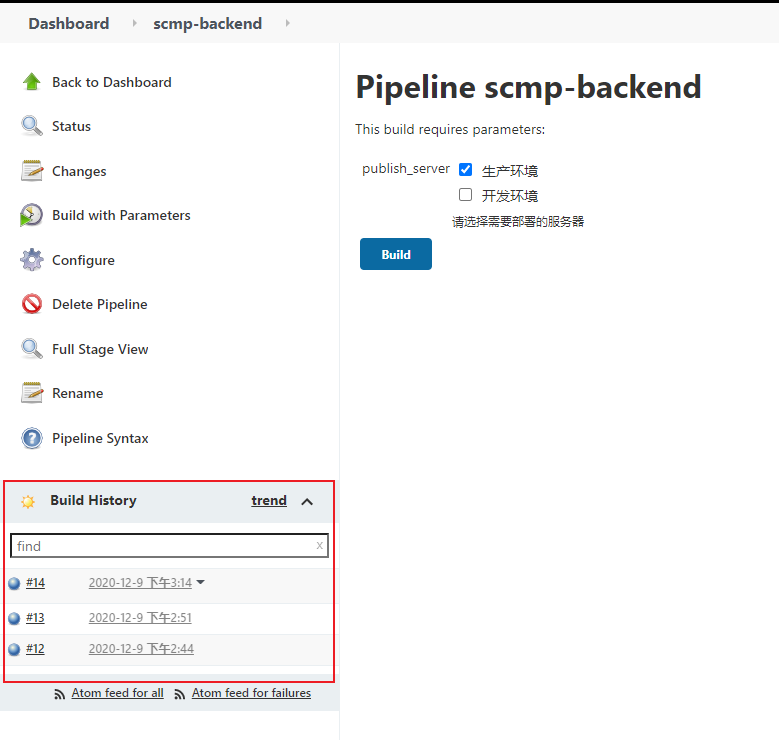 Dashboard scmp-backend
Back to Dashboard
Status
Changes
Build with Parameters
Configure
Delete Pipeline
Full Stage View
Rename
Pipeline Syntax
Build History trend
find x
#14 2020-12-9 下午3:14
#13 2020-12-9 下午2:51
#12 2020-12-9 下午2:44
Atom feed for all Atom feed for failures
Pipeline scmp-backend
This build requires parameters:
publish_server 生产环境
开发环境
请选择需要部署的服务器
Build